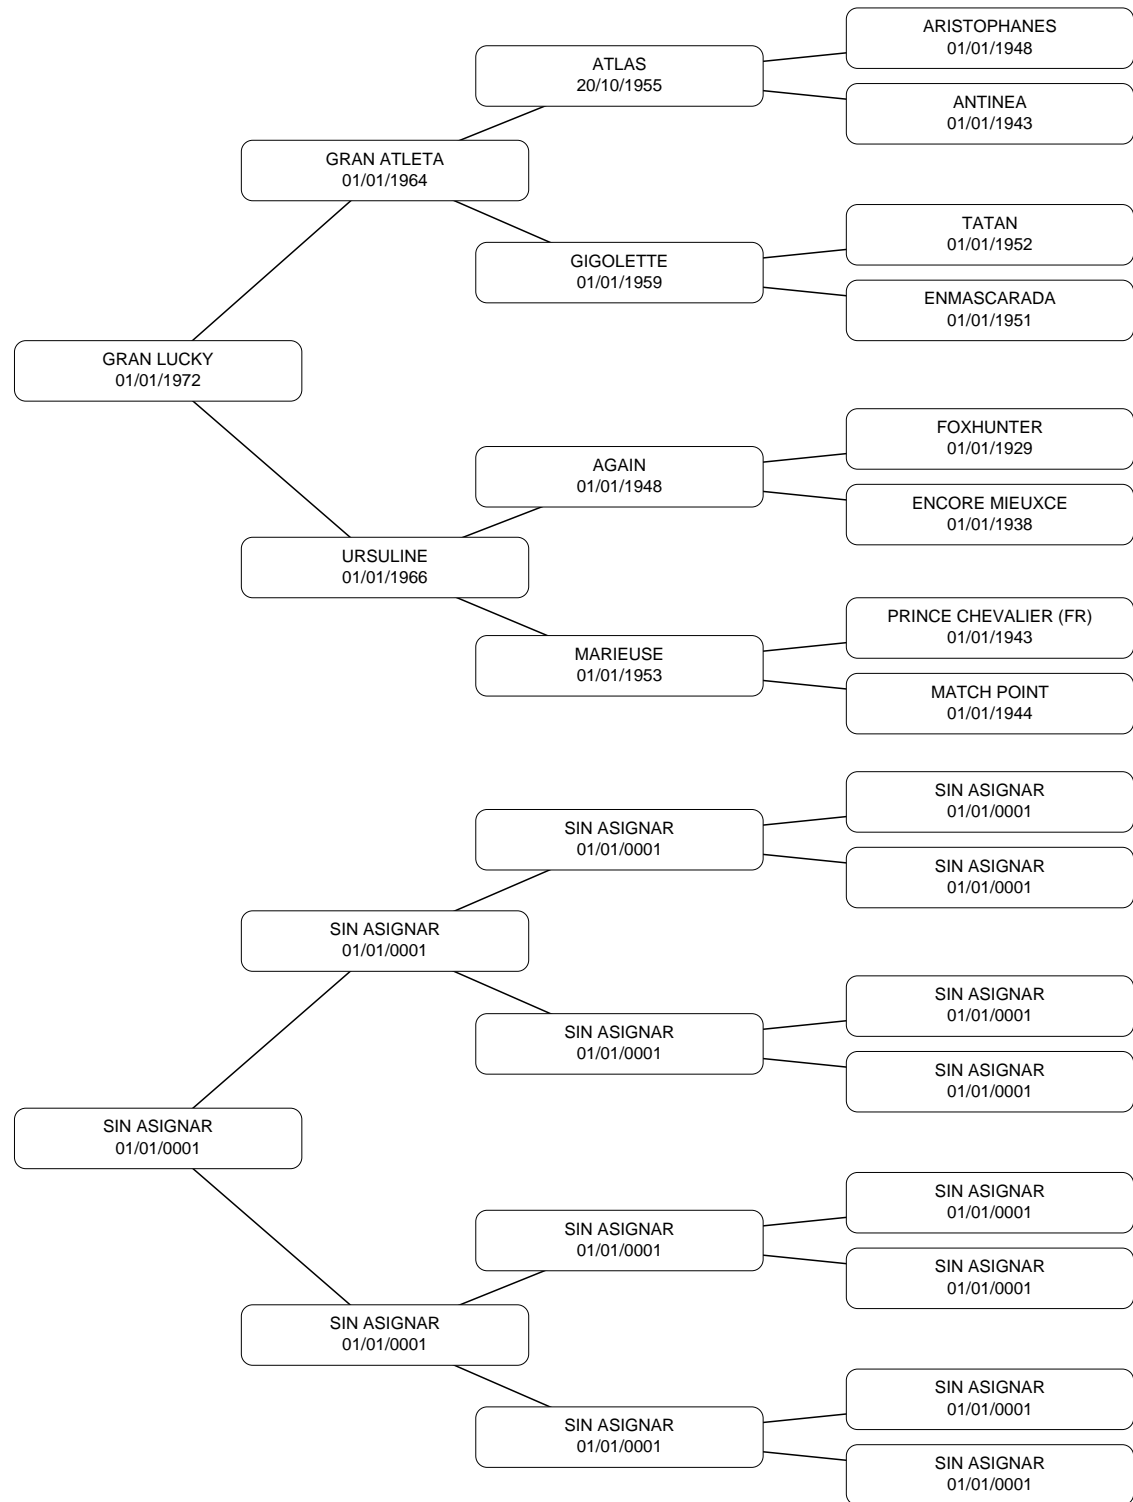 ARISTOPHANES
01/01/1948
ATLAS
20/10/1955
ANTINEA
01/01/1943
GRAN ATLETA
01/01/1964
TATAN
01/01/1952
GIGOLETTE
01/01/1959
ENMASCARADA
01/01/1951
GRAN LUCKY
01/01/1972
FOXHUNTER
01/01/1929
AGAIN
01/01/1948
ENCORE MIEUXCE
01/01/1938
URSULINE
01/01/1966
PRINCE CHEVALIER (FR)
01/01/1943
MARIEUSE
01/01/1953
MATCH POINT
01/01/1944
SIN ASIGNAR
01/01/0001
SIN ASIGNAR
01/01/0001
SIN ASIGNAR
01/01/0001
SIN ASIGNAR
01/01/0001
SIN ASIGNAR
01/01/0001
SIN ASIGNAR
01/01/0001
SIN ASIGNAR
01/01/0001
SIN ASIGNAR
01/01/0001
SIN ASIGNAR
01/01/0001
SIN ASIGNAR
01/01/0001
SIN ASIGNAR
01/01/0001
SIN ASIGNAR
01/01/0001
SIN ASIGNAR
01/01/0001
SIN ASIGNAR
01/01/0001
SIN ASIGNAR
01/01/0001